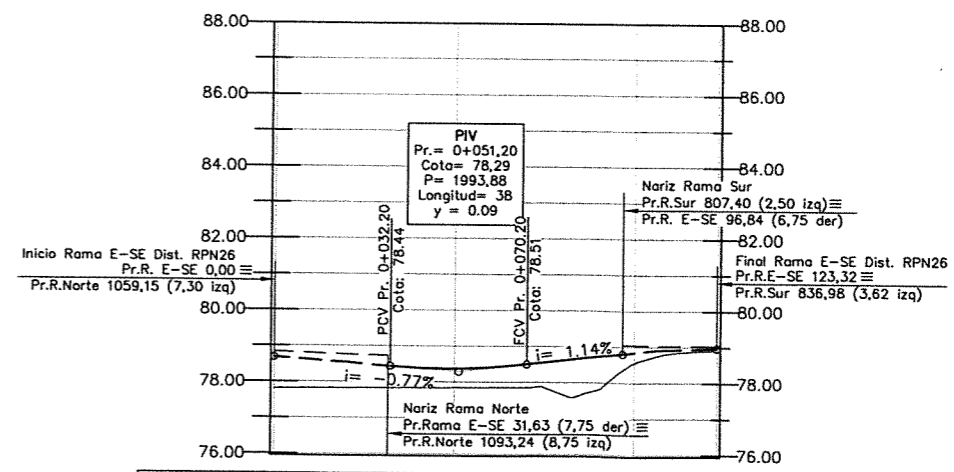 88.00
86.00
84.00
82.00
80.00
78.00
76.00
88.00
86.00
84.00
82.00
80.00
78.00
76.00
PIV
Pr.= 0+051,20
Cota= 78,29
P= 1993,88
Longitud= 38
y = 0.09
PCV Pr. 0+032.20
Cota: 78.44
FCV Pr. 0+070.20
Cota: 78.51
Nariz Rama Sur
Pr.R.Sur 807,40 (2,50 izq)≡
Pr.R. E-SE 96,84 (6,75 der)
Inicio Rama E-SE Dist. RPN26
Pr.R. E-SE 0,00 ≡
Pr.R.Norte 1059,15 (7,30 izq)
Final Rama E-SE Dist. RPN26
Pr.R.E-SE 123,32 ≡
Pr.R.Sur 836,98 (3,62 izq)
i= 1.14%
i= -0.77%
Nariz Rama Norte
Pr.Rama E-SE 31,63 (7,75 der) ≡
Pr.R.Norte 1093,24 (8,75 izq)